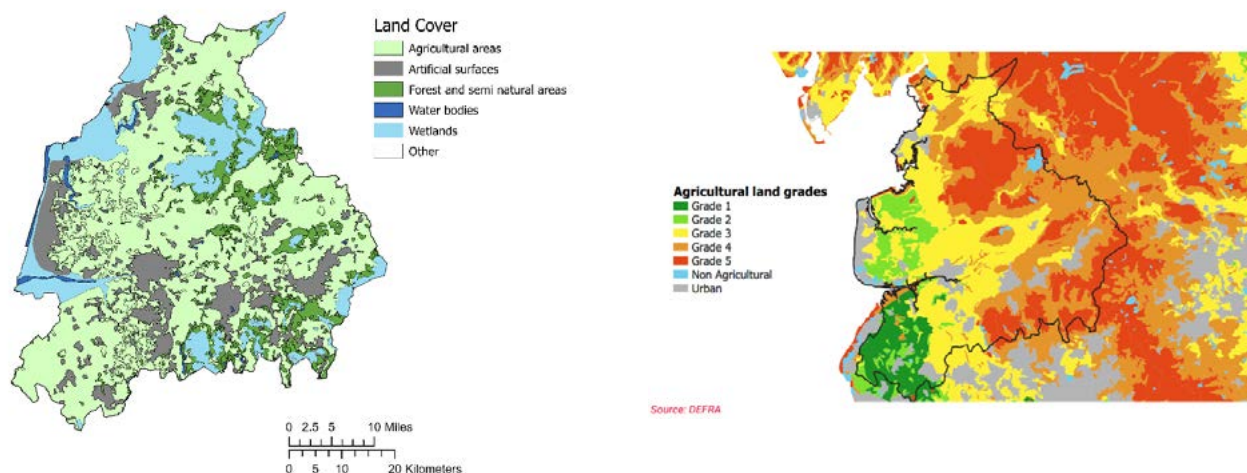 Land Cover
Agricultural areas
Artificial surfaces
Forest and semi natural areas
Water bodies
Wetlands
Other
0 2.5 5 10 Miles
0 5 10 20 Kilometers
Agricultural land grades
Grade 1
Grade 2
Grade 3
Grade 4
Grade 5
Non Agricultural
Urban
Source: DEFRA